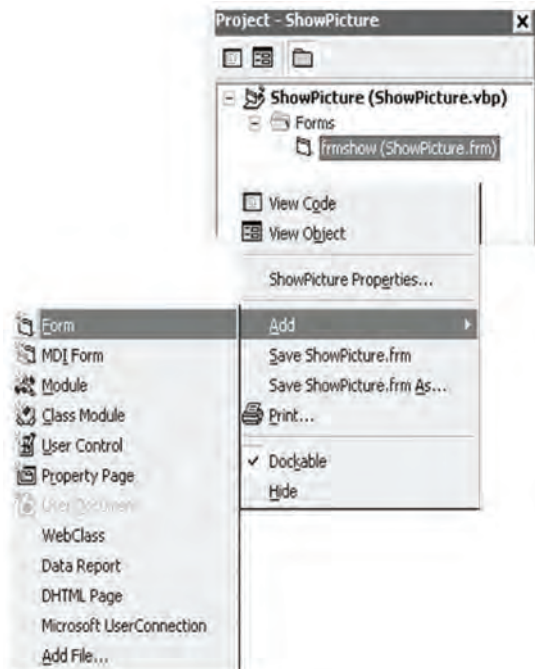 Project - ShowPicture
ShowPicture (ShowPicture.vbp)
Forms
frmshow (ShowPicture.frm)
View Code
View Object
ShowPicture Properties...
Add
Save ShowPicture.frm
Save ShowPicture.frm As...
Print...
Dockable
Hide
Form
MDI Form
Module
Class Module
User Control
Property Page
User Document
WebClass
Data Report
DHTML Page
Microsoft UserConnection
Add File...